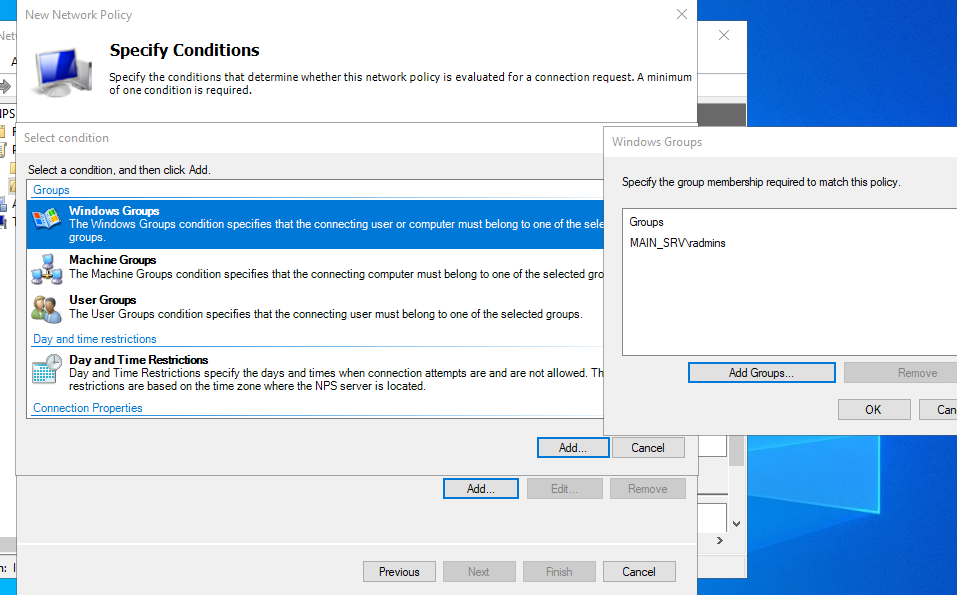 New Network Policy
Specify Conditions
Specify the conditions that determine whether this network policy is evaluated for a connection request. A minimum
of one condition is required.
Select condition
Select a condition, and then click Add.
Groups
Windows Groups
The Windows Groups condition specifies that the connecting user or computer must belong to one of the
groups.
Machine Groups
The Machine Groups condition specifies that the connecting computer must belong to one of the selected
User Groups
The User Groups condition specifies that the connecting user must belong to one of the selected groups.
Day and time restrictions
Day and Time Restrictions
Day and Time Restrictions specify the days and times when connection attempts are and are not allowed.
restrictions are based on the time zone where the NPS server is located.
Connection Properties
Add...
Cancel
Windows Groups
Specify the group membership required to match this policy.
Groups
MAIN_SRV\radmins
Add Groups...
Remove
OK
Add...
Edit...
Remove
Previous
Next
Finish
Cancel